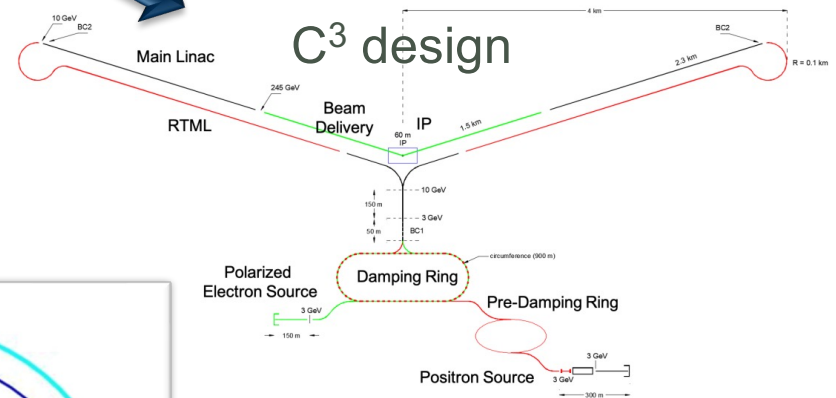 4 km
10 GeV
BC2
C³ design
BC2
Main Linac
2.3 km
R = 0.1 km
245 GeV
Beam
Delivery
IP
1.5 km
RTML
60 m
IP
10 GeV
150 m
3 GeV
50 m
BC1
circumference (900 m)
Polarized
Electron Source
Damping Ring
3 GeV
Pre-Damping Ring
150 m
3 GeV
Positron Source
3 GeV
300 m